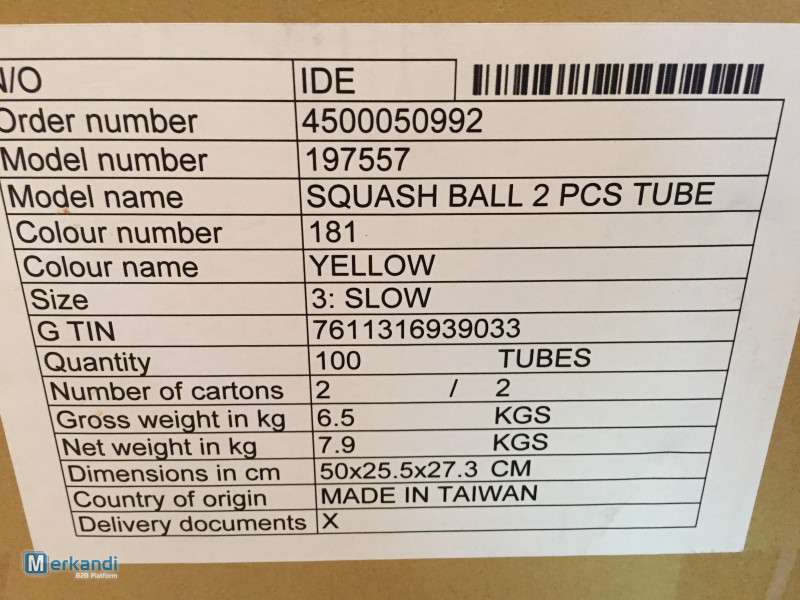 /O IDE
Order number 4500050992
Model number 197557
Model name SQUASH BALL 2 PCS TUBE
Colour number 181
Colour name YELLOW
Size 3: SLOW
G TIN 7611316939033
Quantity 100 TUBES
Number of cartons 2 / 2
Gross weight in kg 6.5 KGS
Net weight in kg 7.9 KGS
Dimensions in cm 50x25.5x27.3 CM
Country of origin MADE IN TAIWAN
Delivery documents X
Merkandi
B2B Platform